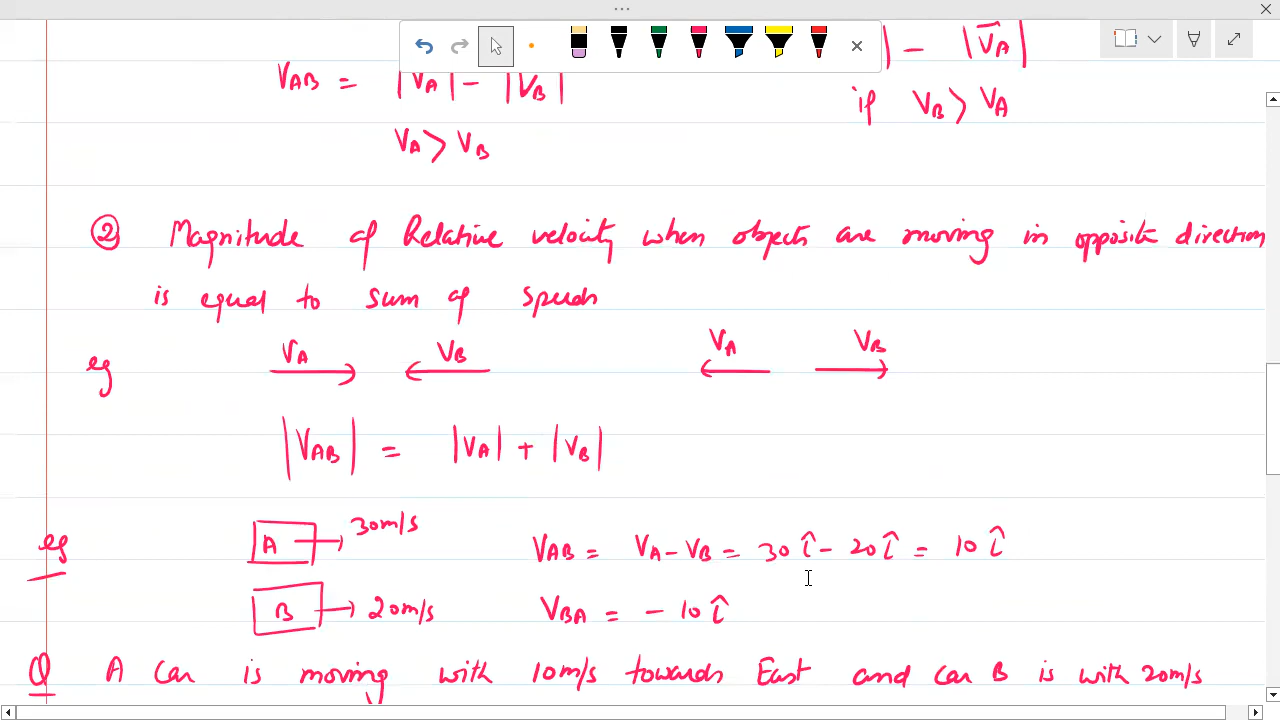 | - |V̄A|
VAB = |VA| - |VB|
if VB > VA
VA > VB
② Magnitude of Relative velocity when objects are moving in opposite direction
is equal to sum of speeds
eg VA VB VA VB
|VAB| = |VA| + |VB|
eg A 30m/s VAB = VA - VB = 30 î - 20 î = 10 î
B 20m/s VBA = - 10 î
Q A car is moving with 10m/s towards East and car B is with 20m/s